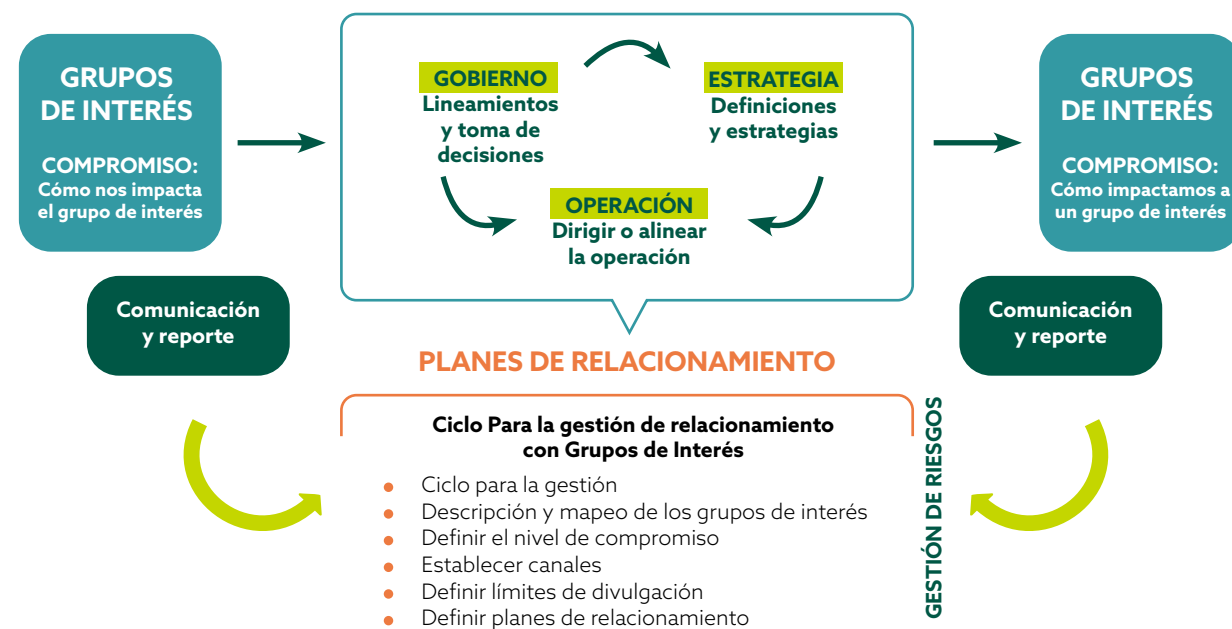 GRUPOS
DE INTERÉS
COMPROMISO:
Cómo nos impacta
el grupo de interés
GOBIERNO
Lineamientos
y toma de
decisiones
ESTRATEGIA
Definiciones
y estrategias
OPERACIÓN
Dirigir o alinear
la operación
GRUPOS
DE INTERÉS
COMPROMISO:
Cómo impactamos a
un grupo de interés
Comunicación
y reporte
Comunicación
y reporte
PLANES DE RELACIONAMIENTO
Ciclo Para la gestión de relacionamiento
con Grupos de Interés
Ciclo para la gestión
Descripción y mapeo de los grupos de interés
Definir el nivel de compromiso
Establecer canales
Definir límites de divulgación
Definir planes de relacionamiento
GESTIÓN DE RIESGOS